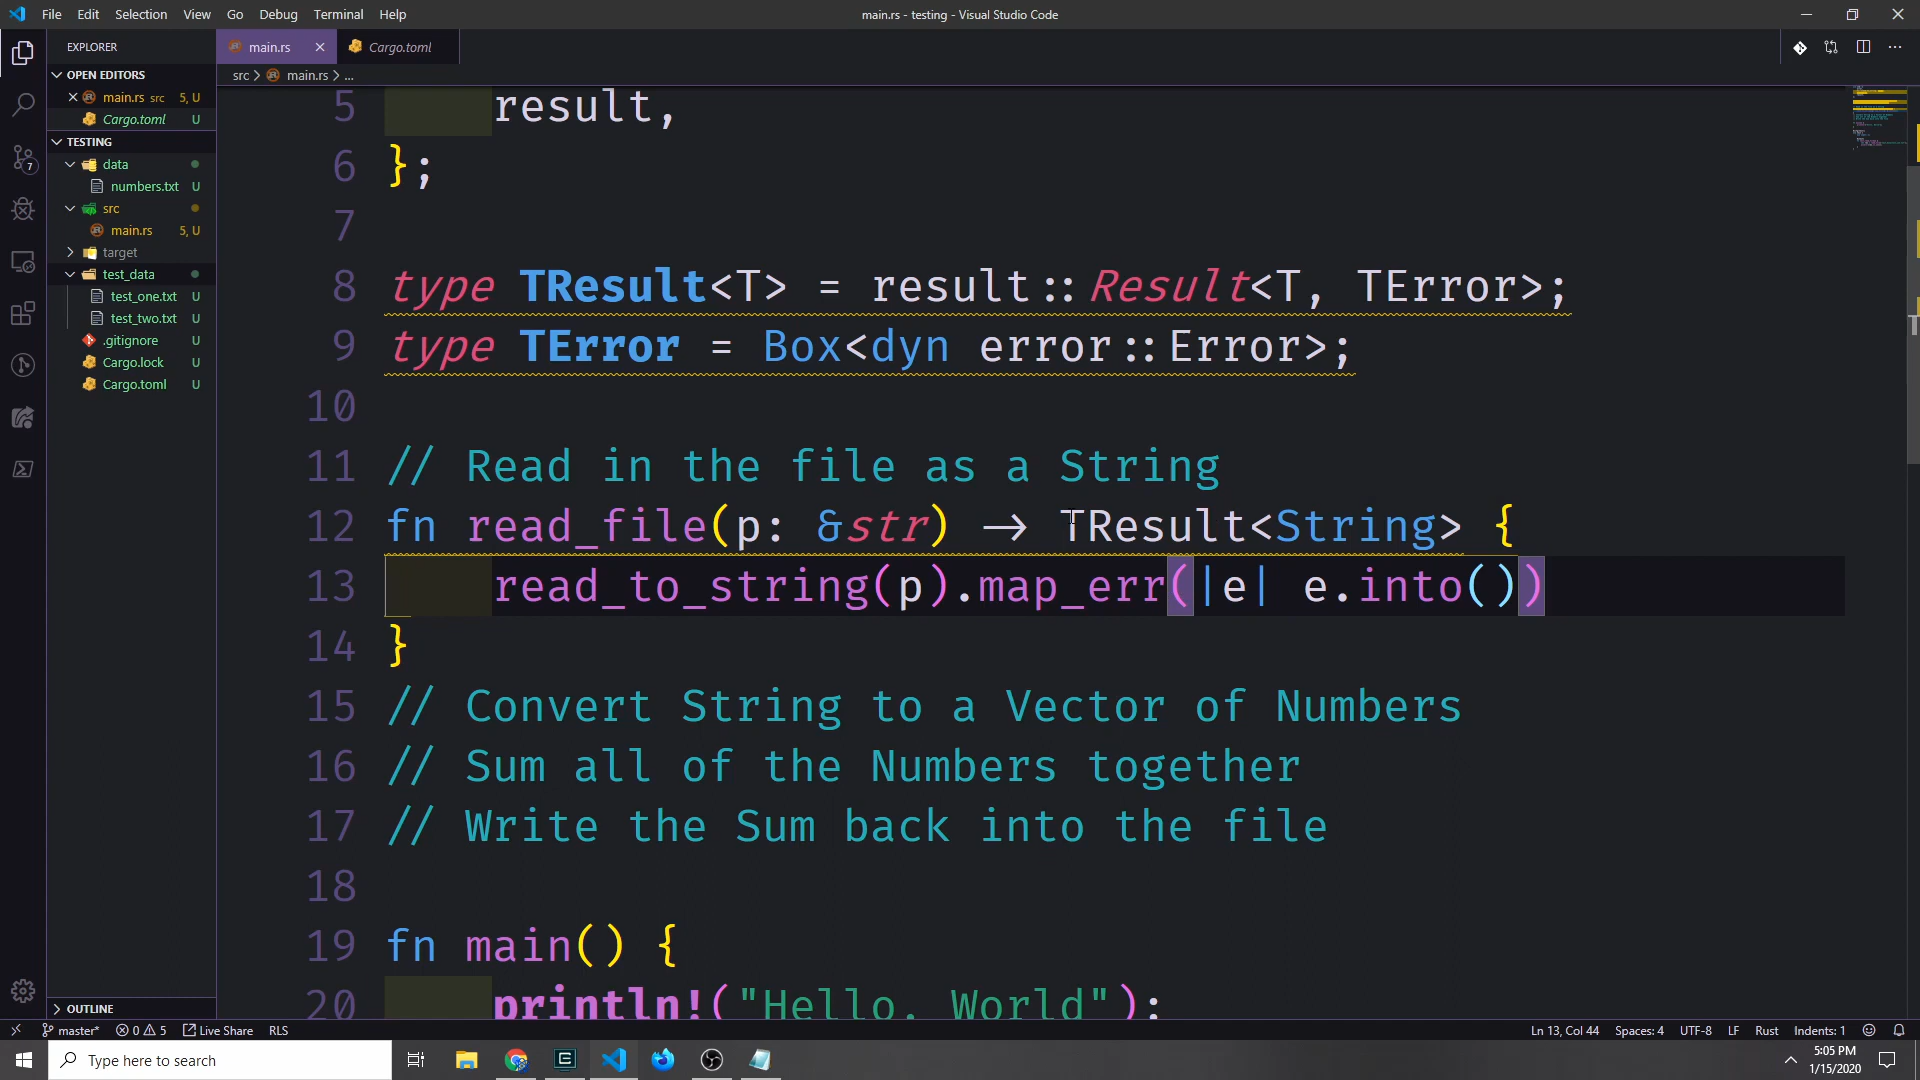 File Edit Selection View Go Debug Terminal Help
main.rs - testing - Visual Studio Code
EXPLORER
main.rs
Cargo.toml
OPEN EDITORS
src > main.rs > ...
main.rs src 5, U
Cargo.toml U
TESTING
data
numbers.txt U
src
main.rs 5, U
target
test_data
test_one.txt U
test_two.txt U
.gitignore U
Cargo.lock U
Cargo.toml U
7
OUTLINE
5 result,
6 };
7
8 type TResult<T> = result::Result<T, TError>;
9 type TError = Box<dyn error::Error>;
10
11 // Read in the file as a String
12 fn read_file(p: &str) -> TResult<String> {
13 read_to_string(p).map_err(|e| e.into())
14 }
15 // Convert String to a Vector of Numbers
16 // Sum all of the Numbers together
17 // Write the Sum back into the file
18
19 fn main() {
20 println!("Hello, World");
master* 0 5 Live Share RLS
Ln 13, Col 44 Spaces: 4 UTF-8 LF Rust Indents: 1
Type here to search
5:05 PM
1/15/2020